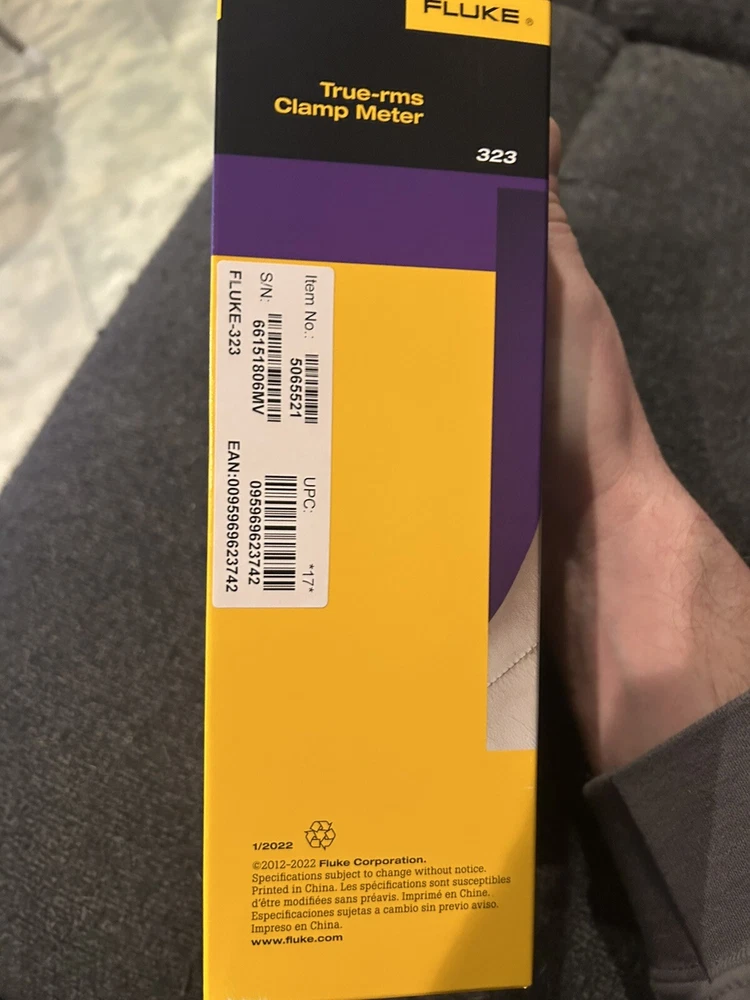 FLUKE®
True-rms
Clamp Meter
323
Item No.:
5065521
UPC:
*17*
S/N:
66151806MV
095969623742
FLUKE-323
EAN:0095969623742
1/2022
©2012-2022 Fluke Corporation.
Specifications subject to change without notice.
Printed in China. Les spécifications sont susceptibles
d'être modifiées sans préavis. Imprimé en Chine.
Especificaciones sujetas a cambio sin previo aviso.
Impreso en China.
www.fluke.com